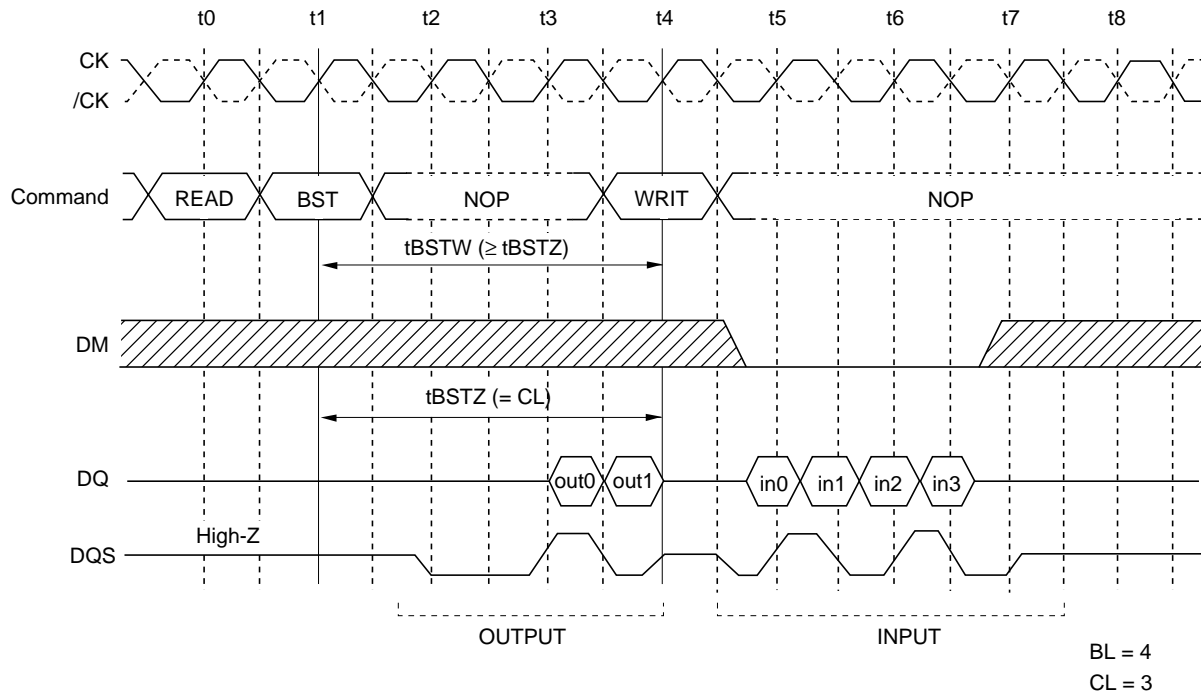 t0 t1 t2 t3 t4 t5 t6 t7 t8
CK
/CK
Command READ BST NOP WRIT NOP
tBSTW (≥ tBSTZ)
DM
tBSTZ (= CL)
DQ out0 out1 in0 in1 in2 in3
High-Z
DQS
OUTPUT INPUT
BL = 4
CL = 3